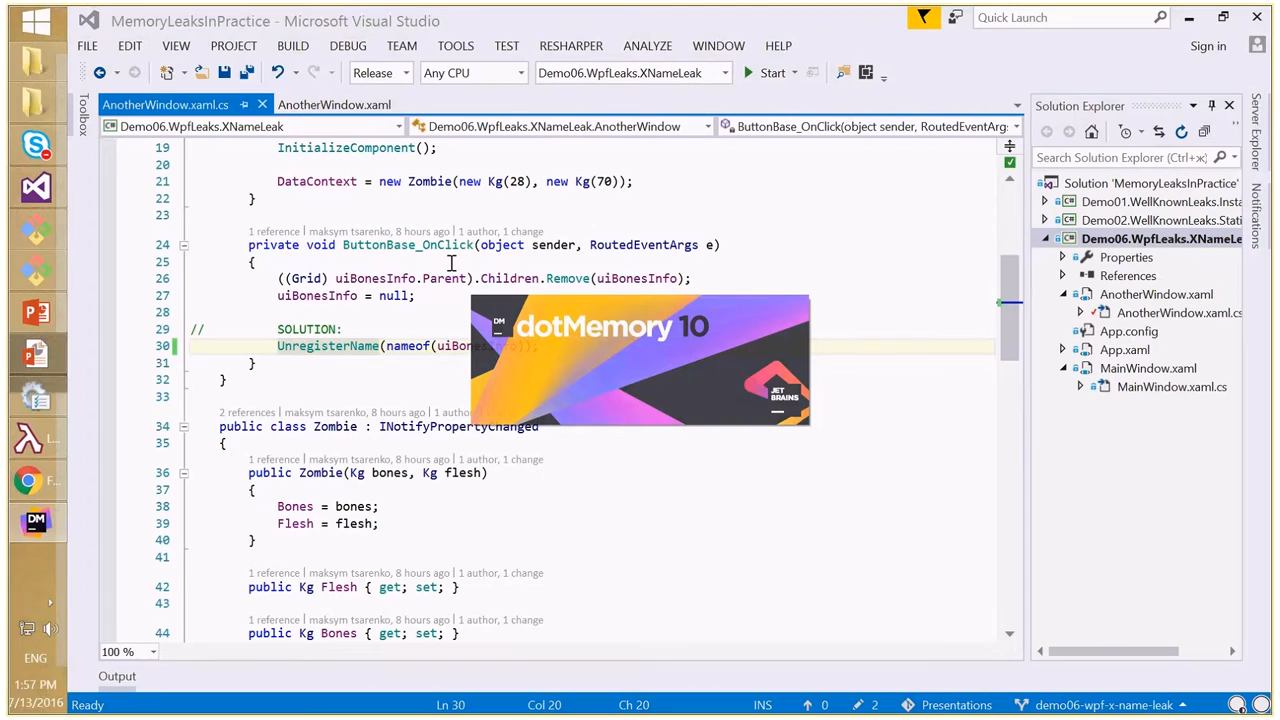 MemoryLeaksInPractice - Microsoft Visual Studio
Quick Launch
FILE EDIT VIEW PROJECT BUILD DEBUG TEAM TOOLS TEST RESHARPER ANALYZE WINDOW HELP
Sign in
Release Any CPU Demo06.WpfLeaks.XNameLeak Start
AnotherWindow.xaml.cs AnotherWindow.xaml
Solution Explorer
Demo06.WpfLeaks.XNameLeak Demo06.WpfLeaks.XNameLeak.AnotherWindow ButtonBase_OnClick(object sender, RoutedEventArgs
Toolbox
19 InitializeComponent();
20
21 DataContext = new Zombie(new Kg(28), new Kg(70));
22 }
23
1 reference | maksym tsarenko, 8 hours ago | 1 author, 1 change
24 private void ButtonBase_OnClick(object sender, RoutedEventArgs e)
25 {
26 ((Grid) uiBonesInfo.Parent).Children.Remove(uiBonesInfo);
27 uiBonesInfo = null;
28
29 // SOLUTION:
30 UnregisterName(nameof(uiBonesInfo));
31 }
32 }
33
2 references | maksym tsarenko, 8 hours ago | 1 author, 1
34 public class Zombie : INotifyPropertyChanged
35 {
1 reference | maksym tsarenko, 8 hours ago | 1 author, 1 change
36 public Zombie(Kg bones, Kg flesh)
37 {
38 Bones = bones;
39 Flesh = flesh;
40 }
41
1 reference | maksym tsarenko, 8 hours ago | 1 author, 1 change
42 public Kg Flesh { get; set; }
43
1 reference | maksym tsarenko, 8 hours ago | 1 author, 1 change
44 public Kg Bones { get; set; }
DM dotMemory 10
JET
BRAINS
Search Solution Explorer (Ctrl+ж)
Solution 'MemoryLeaksInPractice'
Demo01.WellKnownLeaks.Insta
Demo02.WellKnownLeaks.Stati
Demo06.WpfLeaks.XNameLe
Properties
References
AnotherWindow.xaml
AnotherWindow.xaml.cs
App.config
App.xaml
MainWindow.xaml
MainWindow.xaml.cs
Server Explorer
Notifications
100 %
Output
Ready Ln 30 Col 20 Ch 20 INS 0 2 Presentations demo06-wpf-x-name-leak
L...
F...
DM
ENG
1:57 PM
7/13/2016